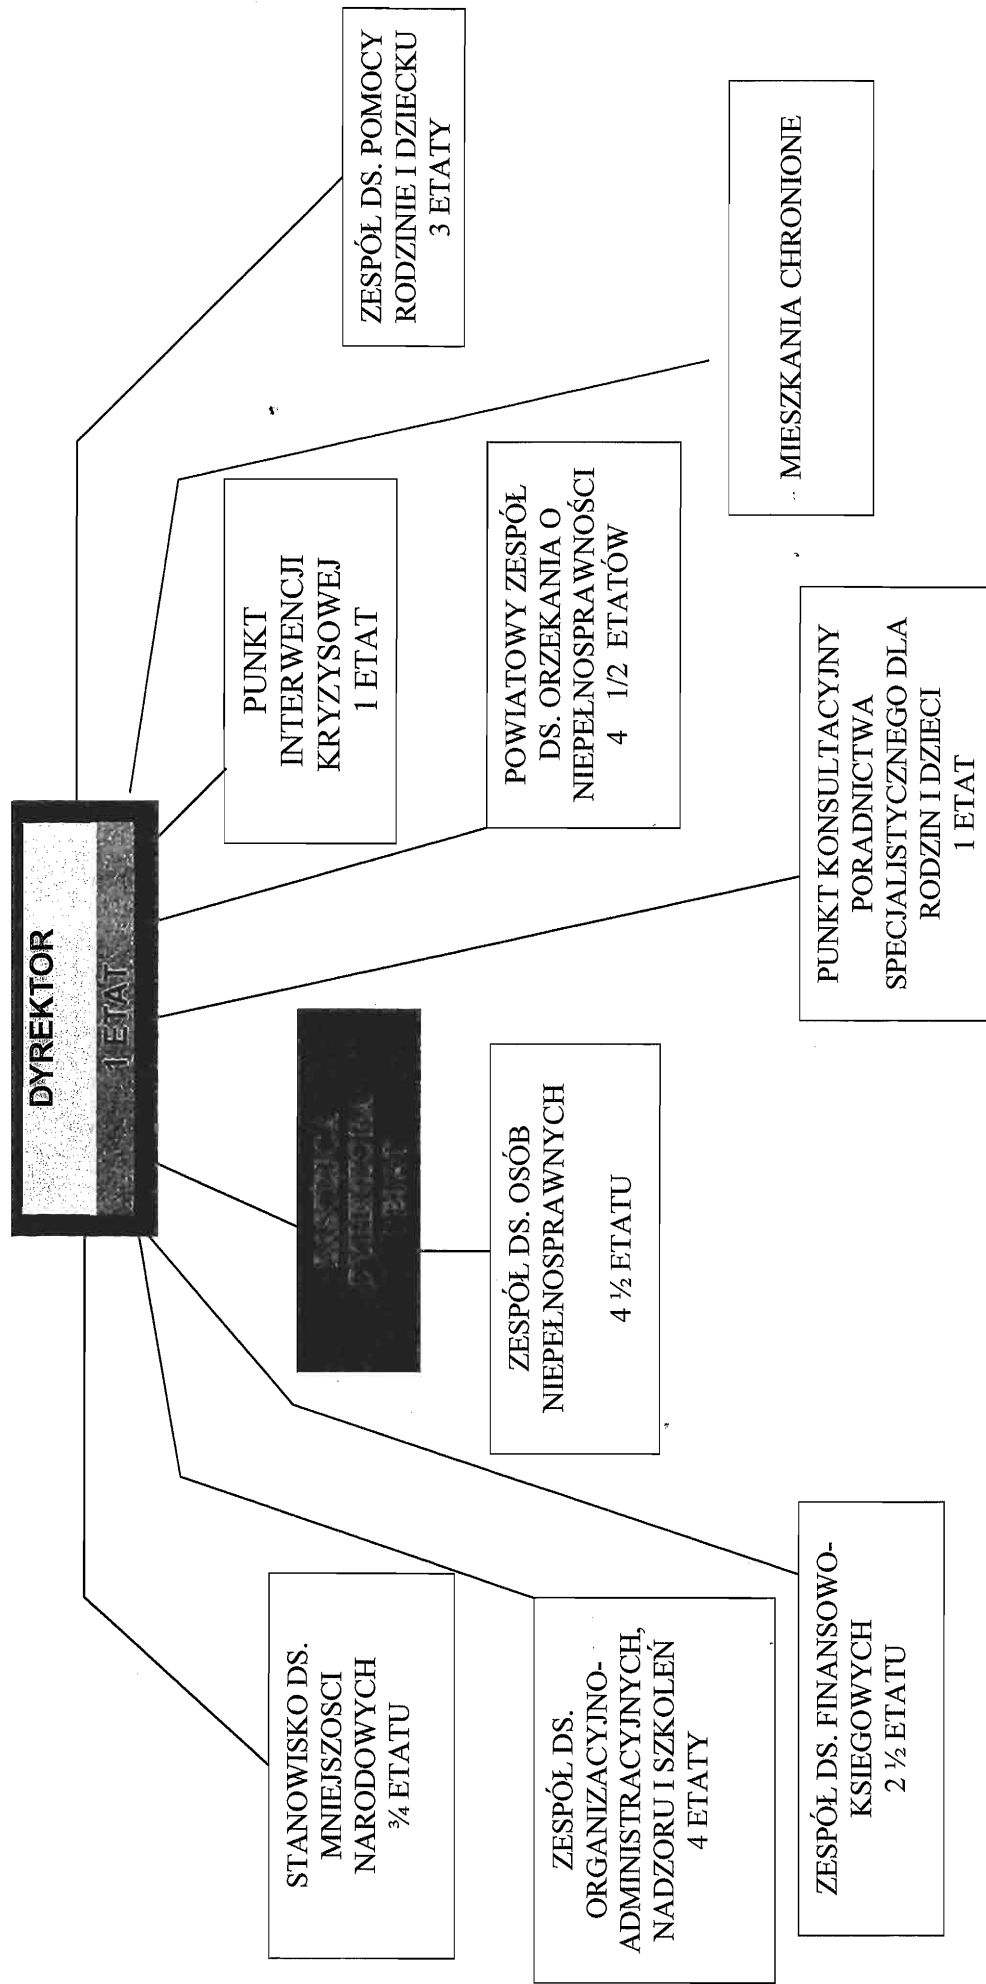 DYREKTOR
1 ETAT
STANOWISKO DS.
MNIEJSZOSCI
NARODOWYCH
¾ ETATU
ZESPÓŁ DS.
ORGANIZACYJNO-
ADMINISTRACYJNYCH,
NADZORU I SZKOLEŃ
4 ETATY
ZESPÓŁ DS. FINANSOWO-
KSIEGOWYCH
2 ½ ETATU
DYREKTORA
ZESPÓŁ DS. OSÓB
NIEPEŁNOSPRAWNYCH
4 ½ ETATU
PUNKT
INTERWENCJI
KRYZYSOWEJ
1 ETAT
POWIATOWY ZESPÓŁ
DS. ORZEKANIA O
NIEPEŁNOSPRAWNOŚCI
4 1/2 ETATÓW
PUNKT KONSULTACYJNY
PORADNICTWA
SPECJALISTYCZNEGO DLA
RODZIN I DZIECI
1 ETAT
ZESPÓŁ DS. POMOCY
RODZINIE I DZIECKU
3 ETATY
MIESZKANIA CHRONIONE